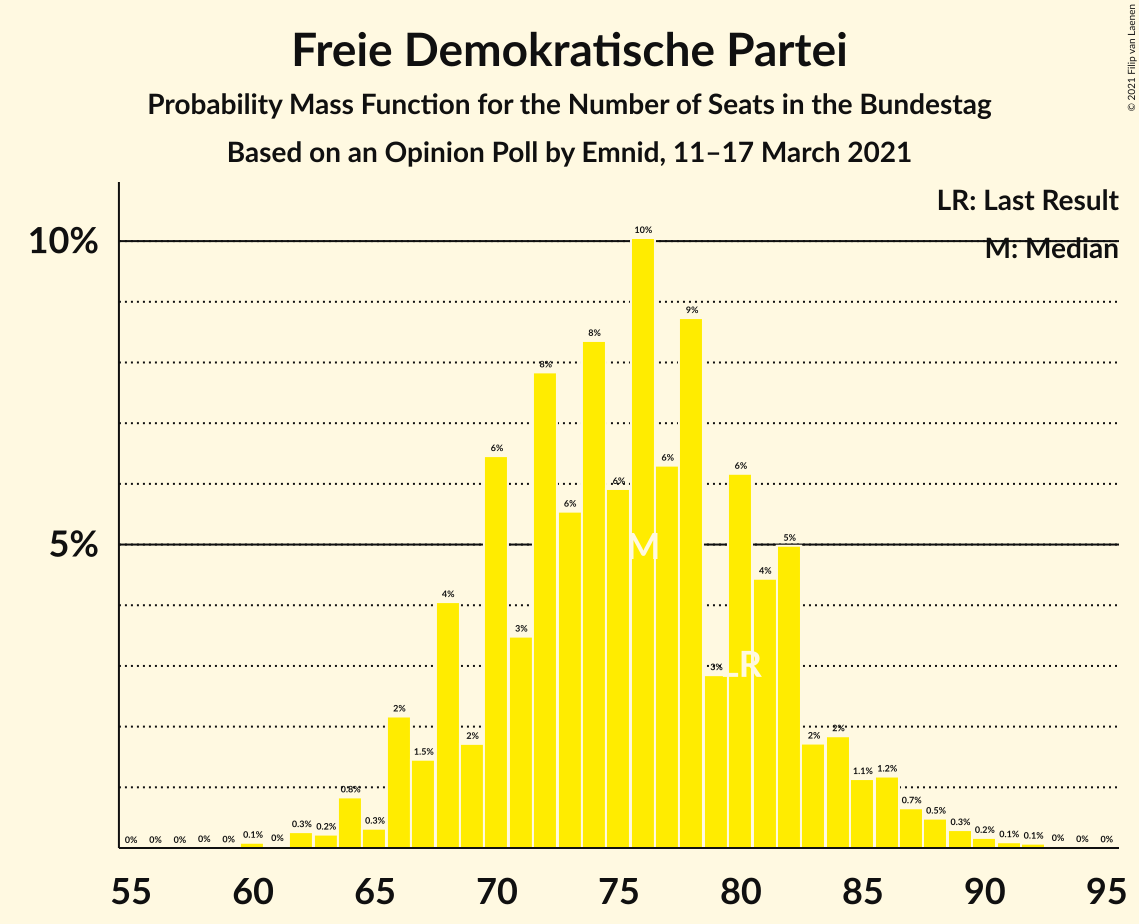 © 2021 Filip van Laenen
Freie Demokratische Partei
Probability Mass Function for the Number of Seats in the Bundestag
Based on an Opinion Poll by Emnid, 11–17 March 2021
LR: Last Result
M: Median
10%
5%
0% 0% 0% 0% 0% 0.1% 0% 0.3% 0.2% 0.8% 0.3% 2% 1.5% 4% 2% 6% 3% 8% 6% 8% 6% 10% 6% 9% 3% 6% 4% 5% 2% 2% 1.1% 1.2% 0.7% 0.5% 0.3% 0.2% 0.1% 0.1% 0% 0% 0%
M
LR
55 60 65 70 75 80 85 90 95